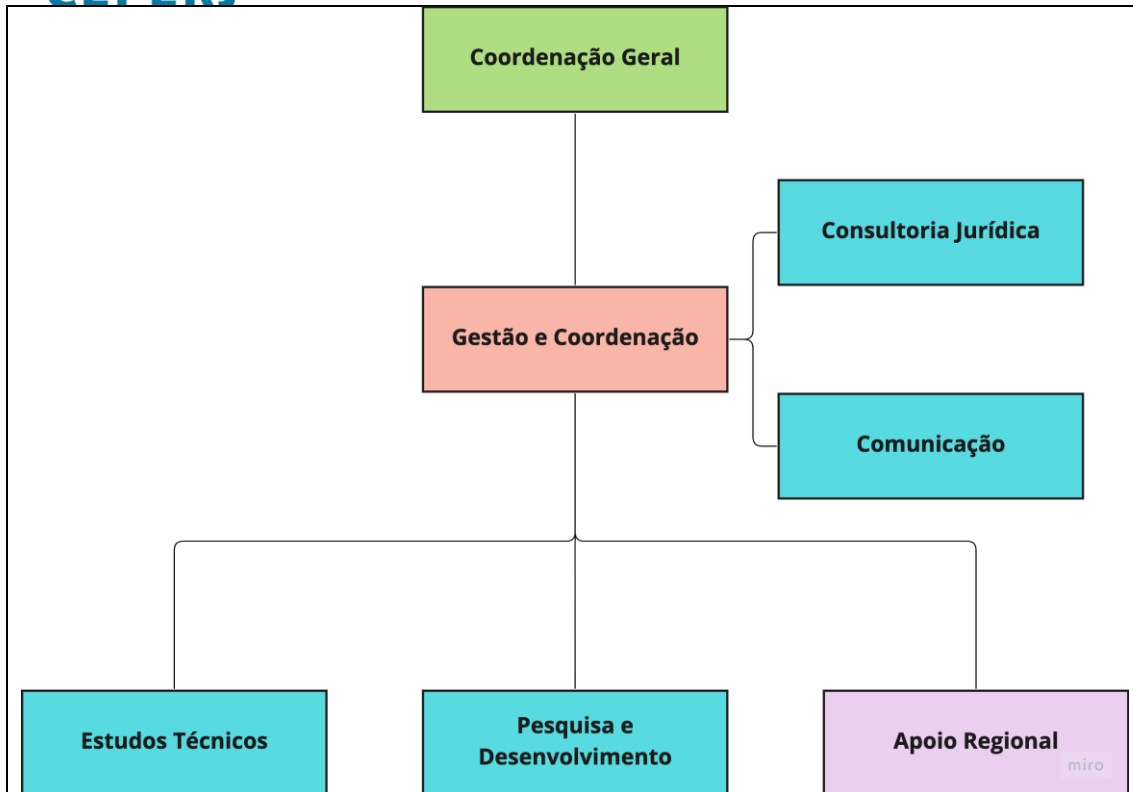 Coordenação Geral
Consultoria Jurídica
Gestão e Coordenação
Comunicação
Estudos Técnicos
Pesquisa e
Desenvolvimento
Apoio Regional
miro